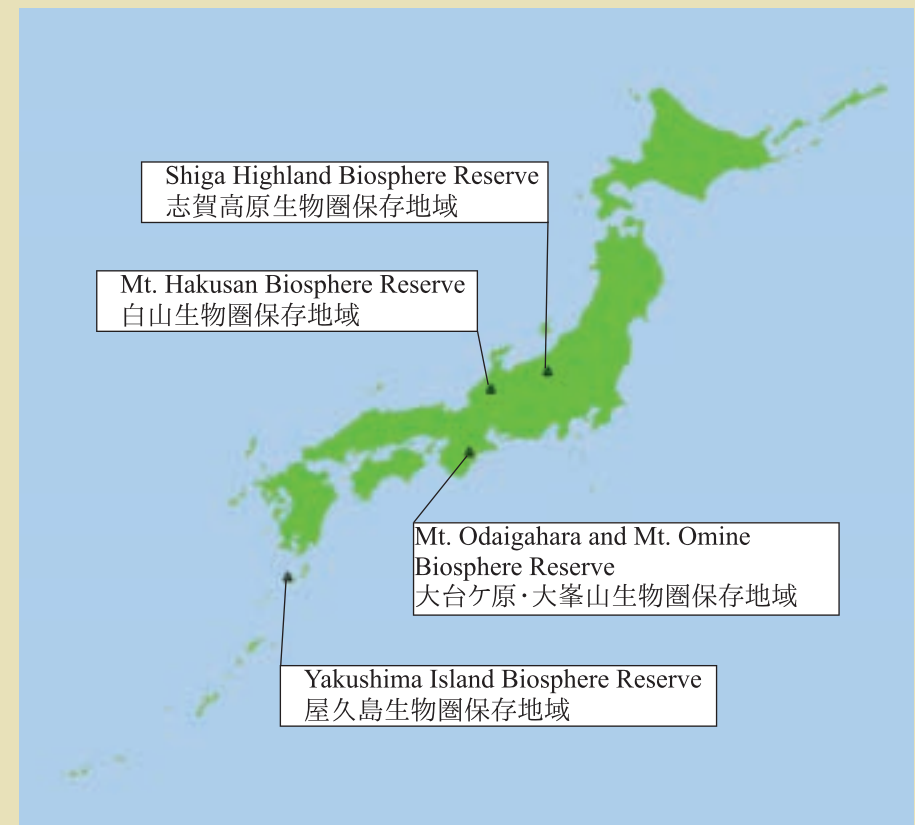 Shiga Highland Biosphere Reserve
志賀高原生物圏保存地域
Mt. Hakusan Biosphere Reserve
白山生物圏保存地域
Mt. Odaigahara and Mt. Omine
Biosphere Reserve
大台ケ原・大峯山生物圏保存地域
Yakushima Island Biosphere Reserve
屋久島生物圏保存地域